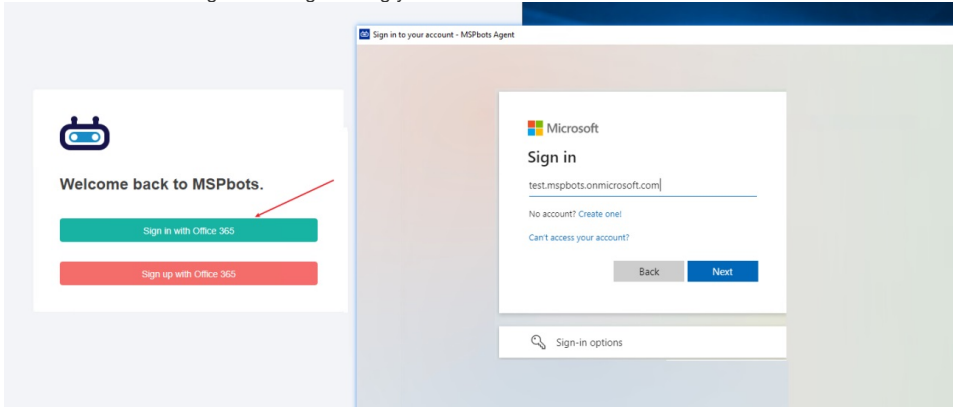 Sign in to your account - MSPbots Agent
Welcome back to MSPbots.
Sign in with Office 365
Sign up with Office 365
Microsoft
Sign in
test.mspbots.onmicrosoft.com
No account? Create one!
Can't access your account?
Back
Next
Sign-in options